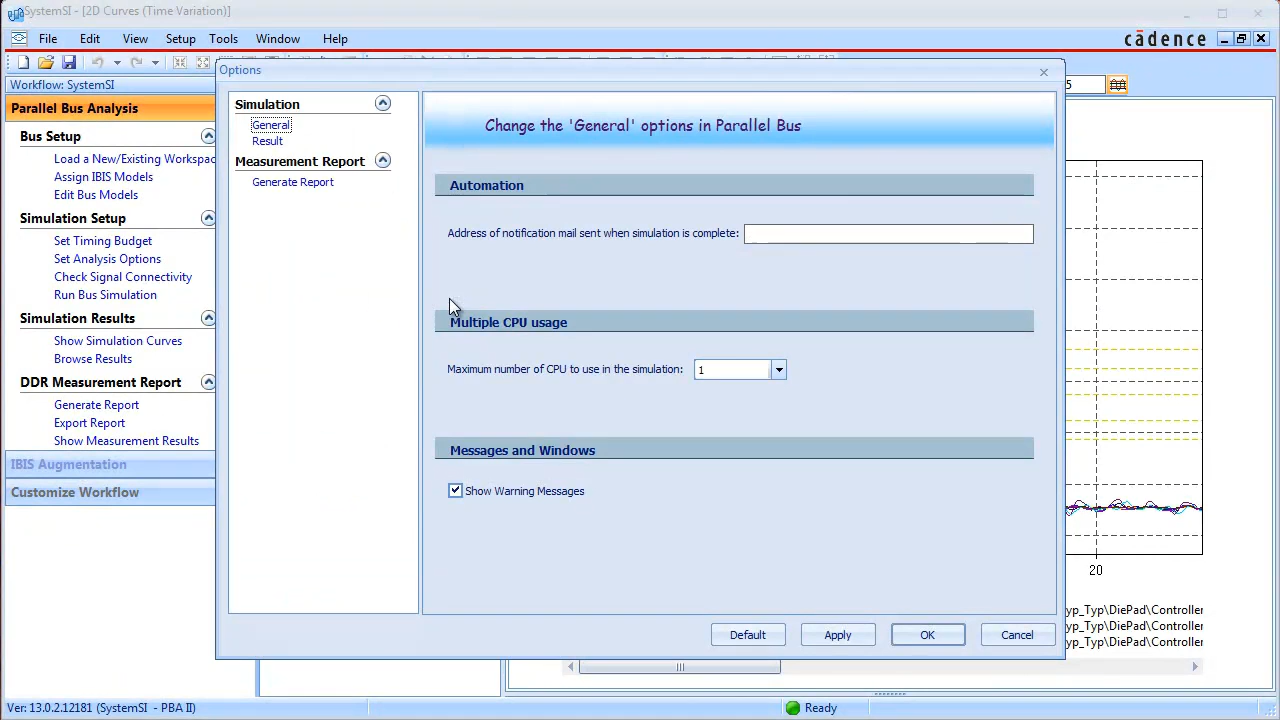 SystemSI - [2D Curves (Time Variation)]
File Edit View Setup Tools Window Help
cādence
Workflow: SystemSI
Parallel Bus Analysis
Bus Setup
Load a New/Existing Workspac
Assign IBIS Models
Edit Bus Models
Simulation Setup
Set Timing Budget
Set Analysis Options
Check Signal Connectivity
Run Bus Simulation
Simulation Results
Show Simulation Curves
Browse Results
DDR Measurement Report
Generate Report
Export Report
Show Measurement Results
IBIS Augmentation
Customize Workflow
Options
Simulation
General
Result
Measurement Report
Generate Report
Change the 'General' options in Parallel Bus
Automation
Address of notification mail sent when simulation is complete:
Multiple CPU usage
Maximum number of CPU to use in the simulation: 1
Messages and Windows
Show Warning Messages
Default Apply OK Cancel
5
20
yp_Typ\DiePad\Controller
yp_Typ\DiePad\Controller
yp_Typ\DiePad\Controller
Ver: 13.0.2.12181 (SystemSI - PBA II)
Ready